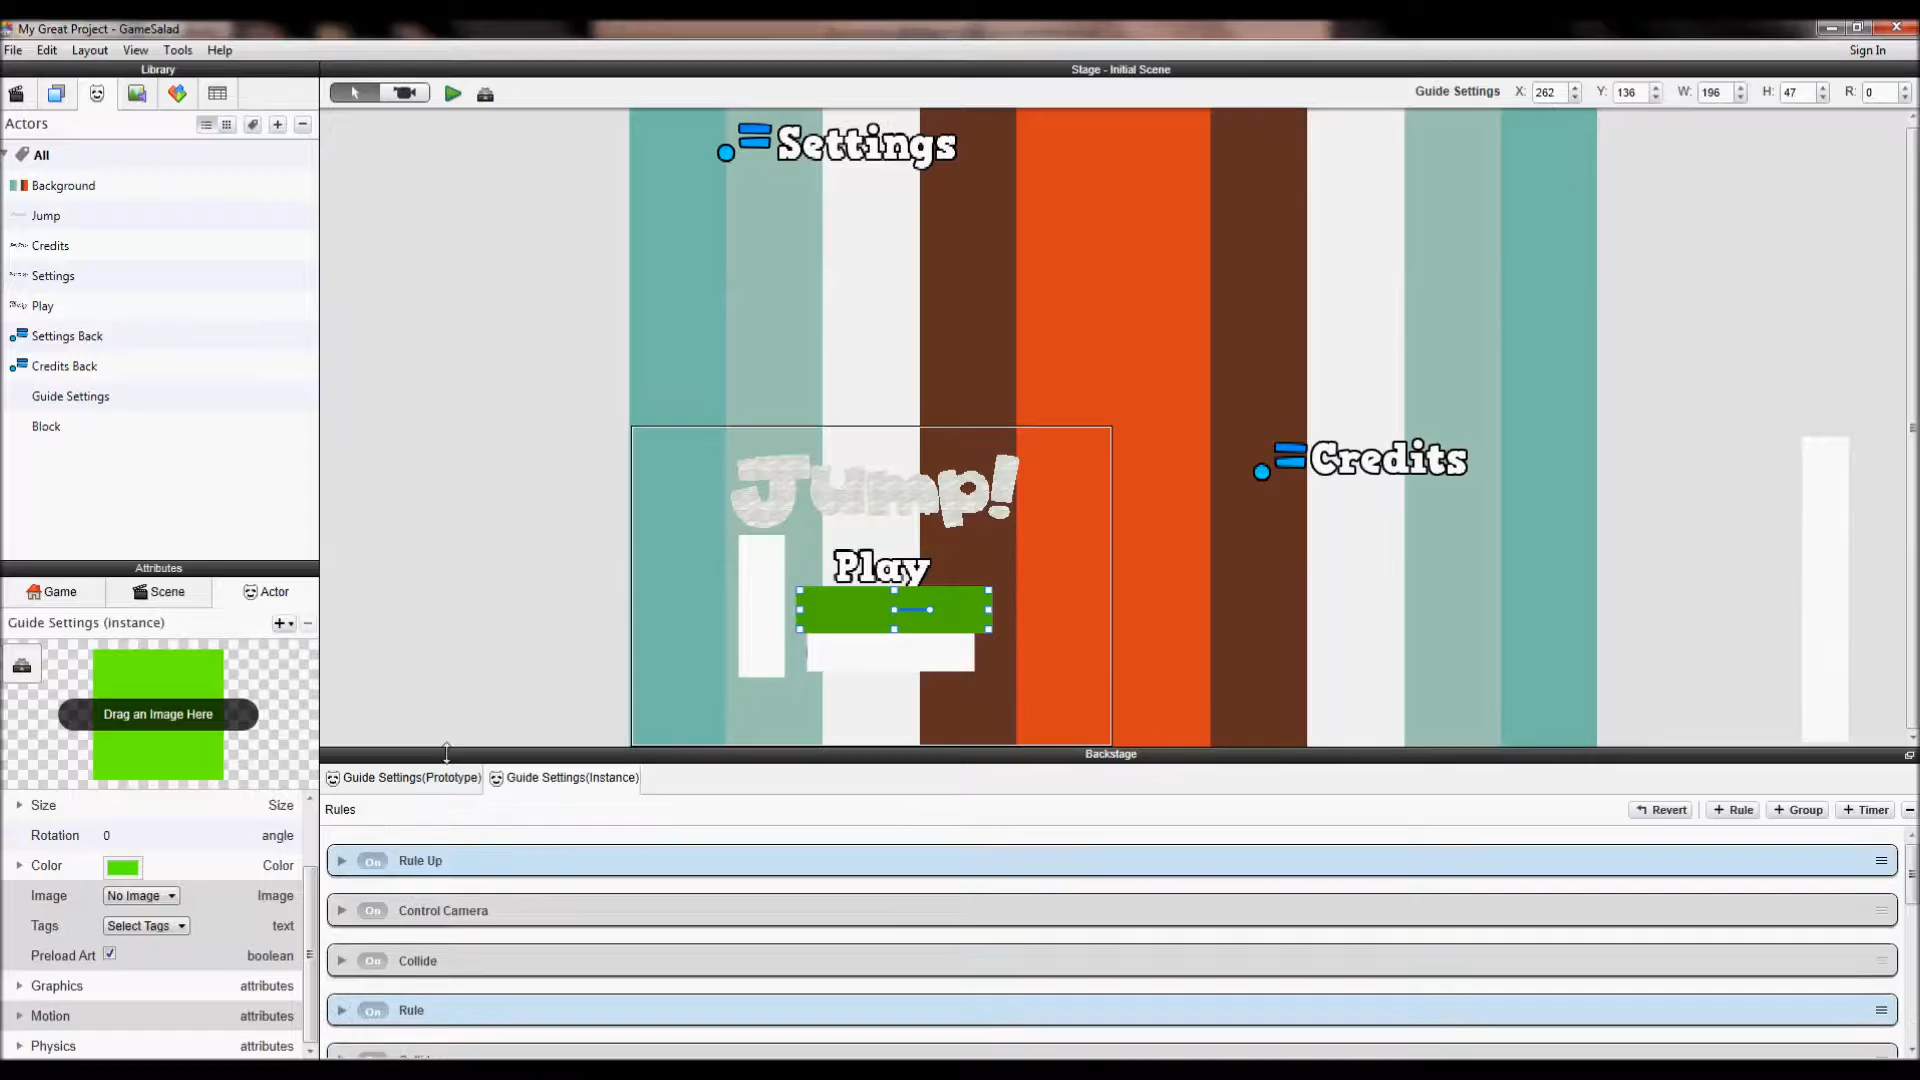 My Great Project - GameSalad
File Edit Layout View Tools Help Sign In
Library
Stage - Initial Scene
Guide Settings X: 262 Y: 136 W: 196 H: 47 R: 0
Actors
All
Background
Jump
Credits
Settings
Play
Settings Back
Credits Back
Guide Settings
Block
Settings
Credits
Jump!
Play
Attributes
Game Scene Actor
Guide Settings (instance)
Drag an Image Here
Size Size
Rotation 0 angle
Color Color
Image No Image Image
Tags Select Tags text
Preload Art boolean
Graphics attributes
Motion attributes
Physics attributes
Backstage
Guide Settings(Prototype) Guide Settings(Instance)
Rules Revert + Rule + Group + Timer
On Rule Up
On Control Camera
On Collide
On Rule